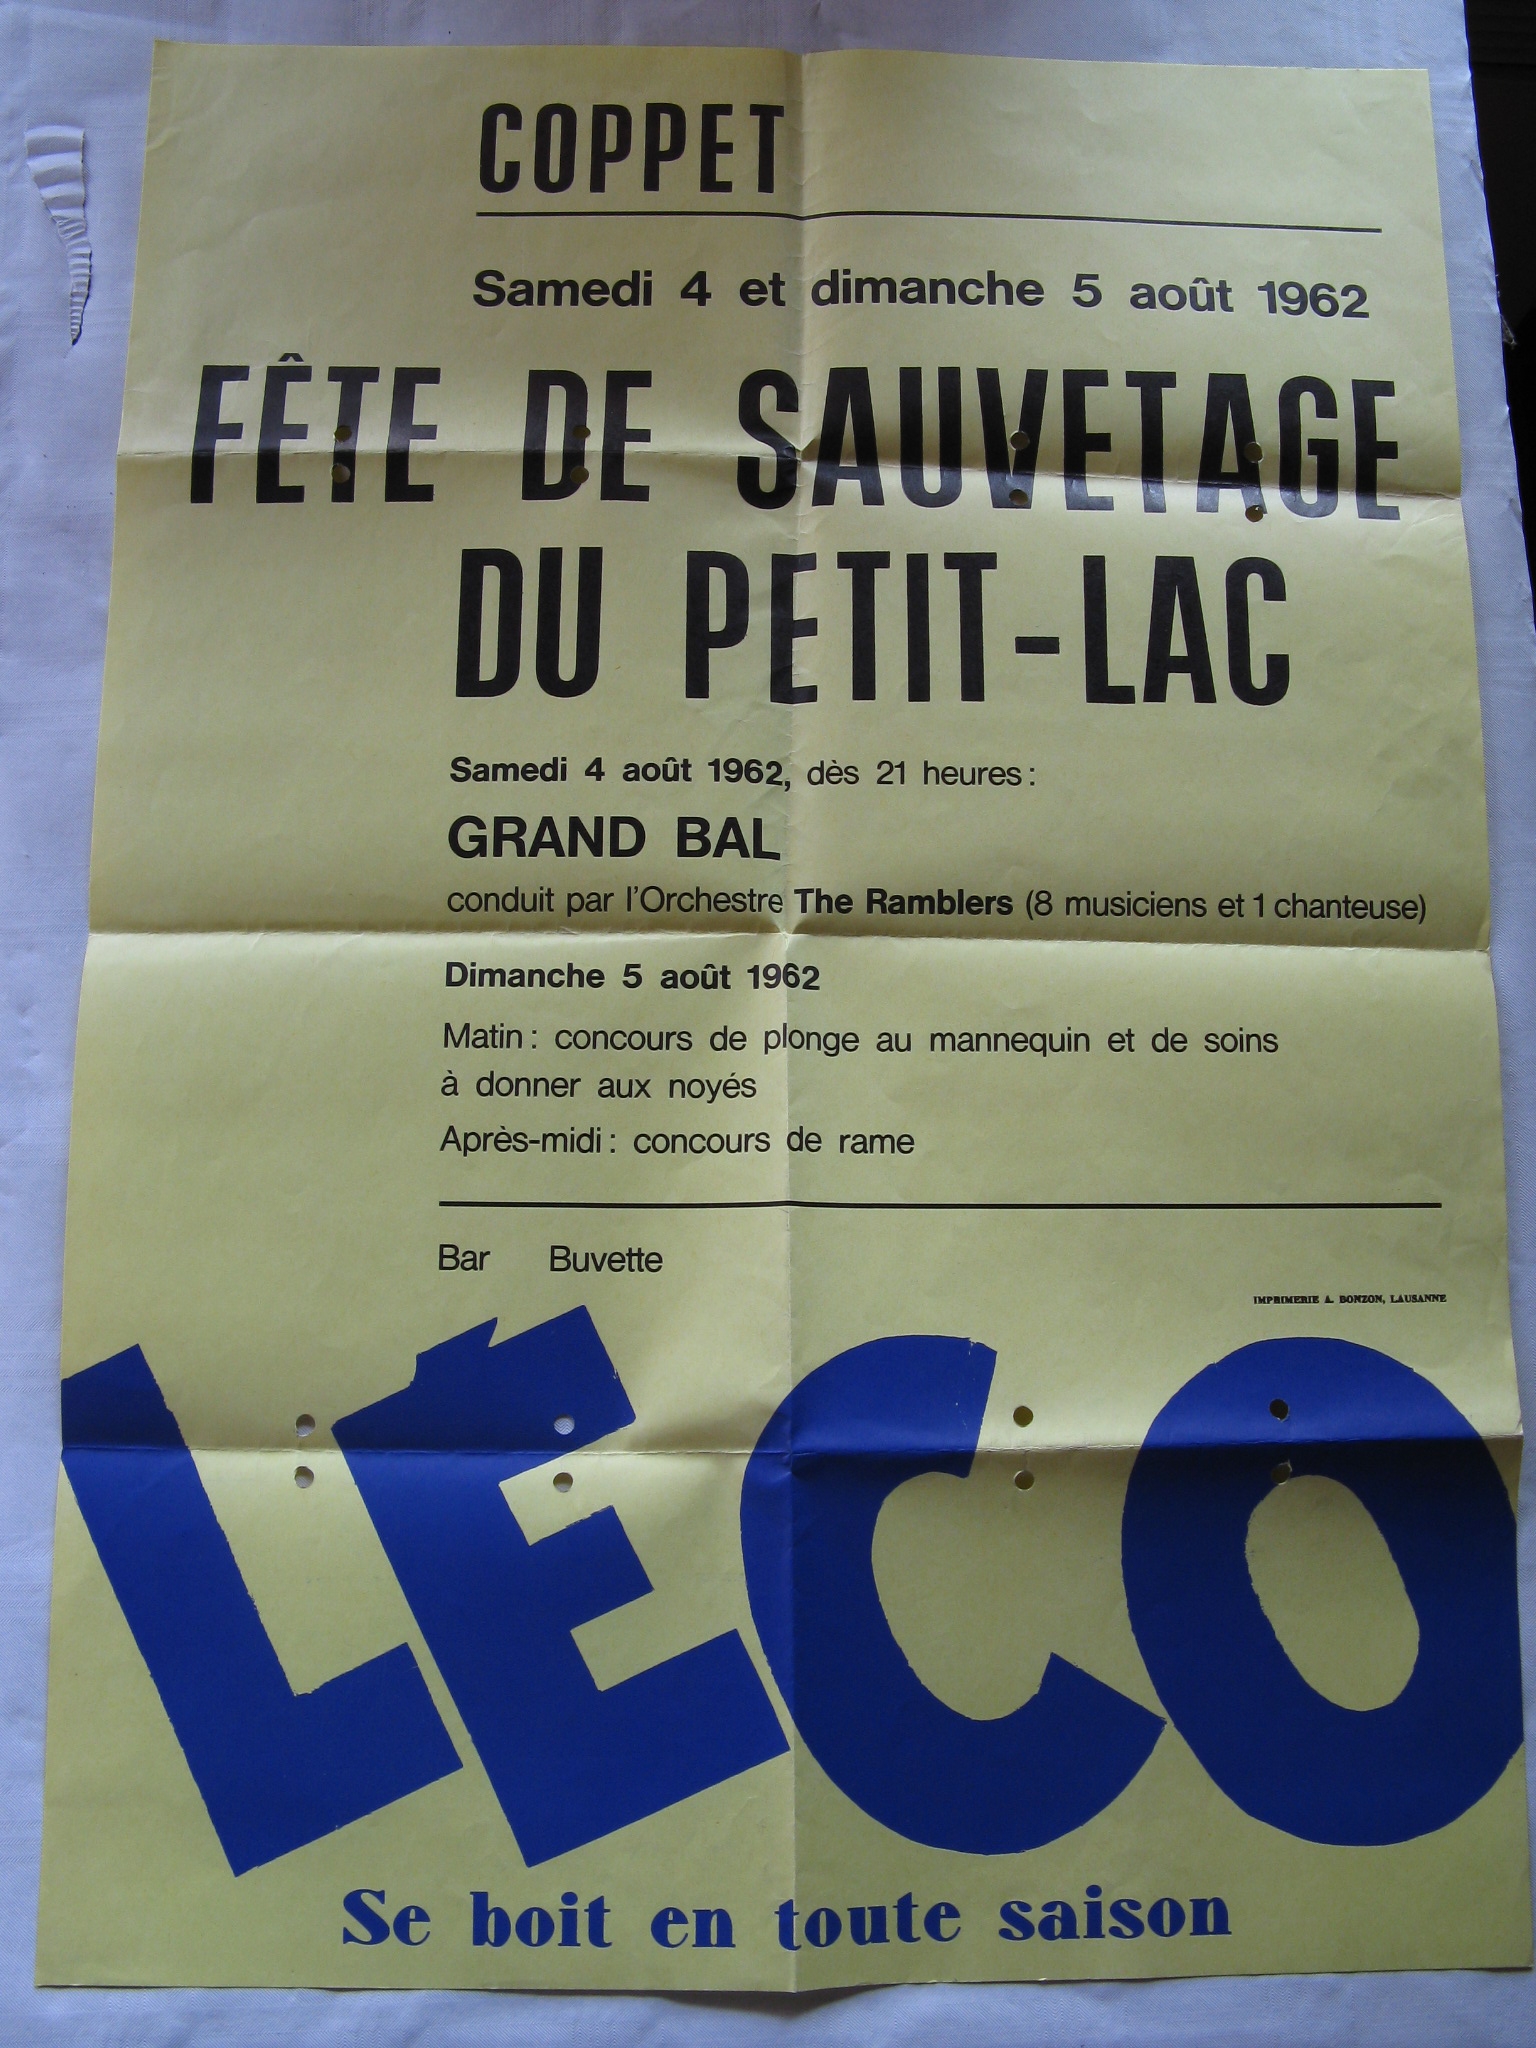 COPPET
Samedi 4 et dimanche 5 août 1962
FÊTE DE SAUVETAGE
DU PETIT-LAC
Samedi 4 août 1962, dès 21 heures :
GRAND BAL
conduit par l'Orchestre The Ramblers (8 musiciens et 1 chanteuse)
Dimanche 5 août 1962
Matin : concours de plonge au mannequin et de soins
à donner aux noyés
Après-midi : concours de rame
Bar Buvette
IMPRIMERIE A. BONZON, LAUSANNE
LÉCO
Se boit en toute saison